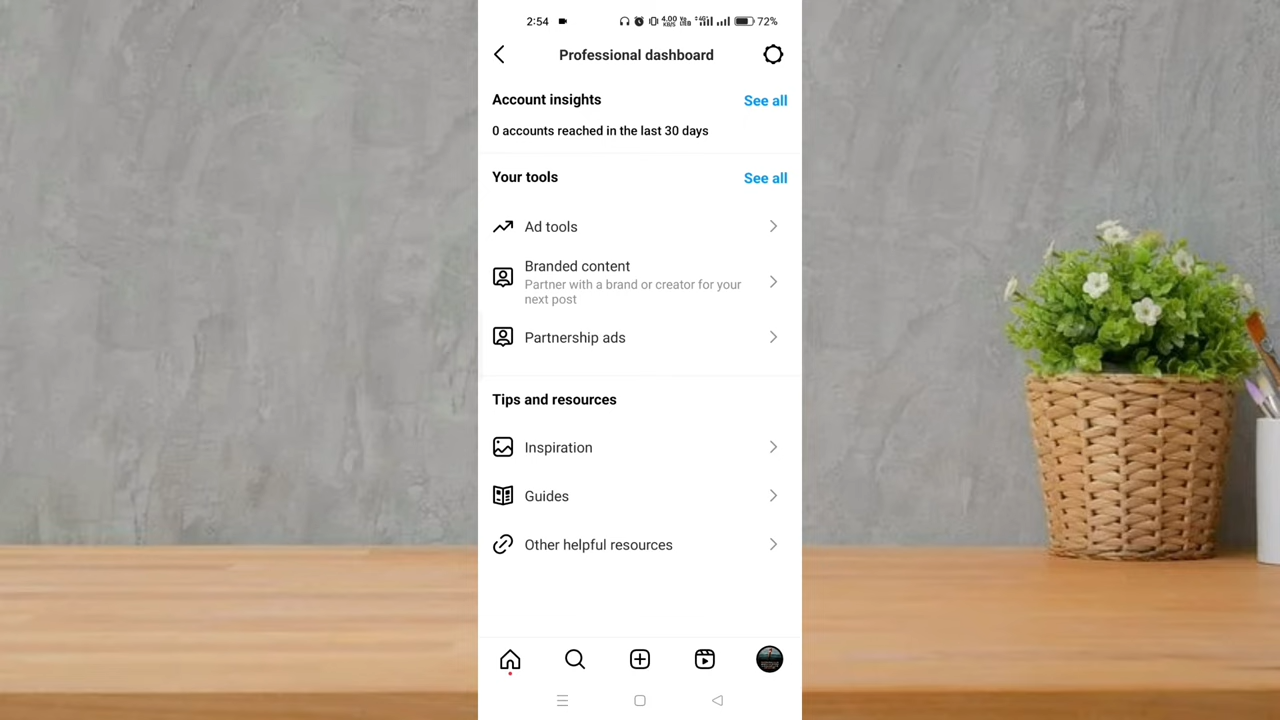 2:54 4.00 72%
Professional dashboard
Account insights See all
0 accounts reached in the last 30 days
Your tools See all
Ad tools
Branded content
Partner with a brand or creator for your
next post
Partnership ads
Tips and resources
Inspiration
Guides
Other helpful resources